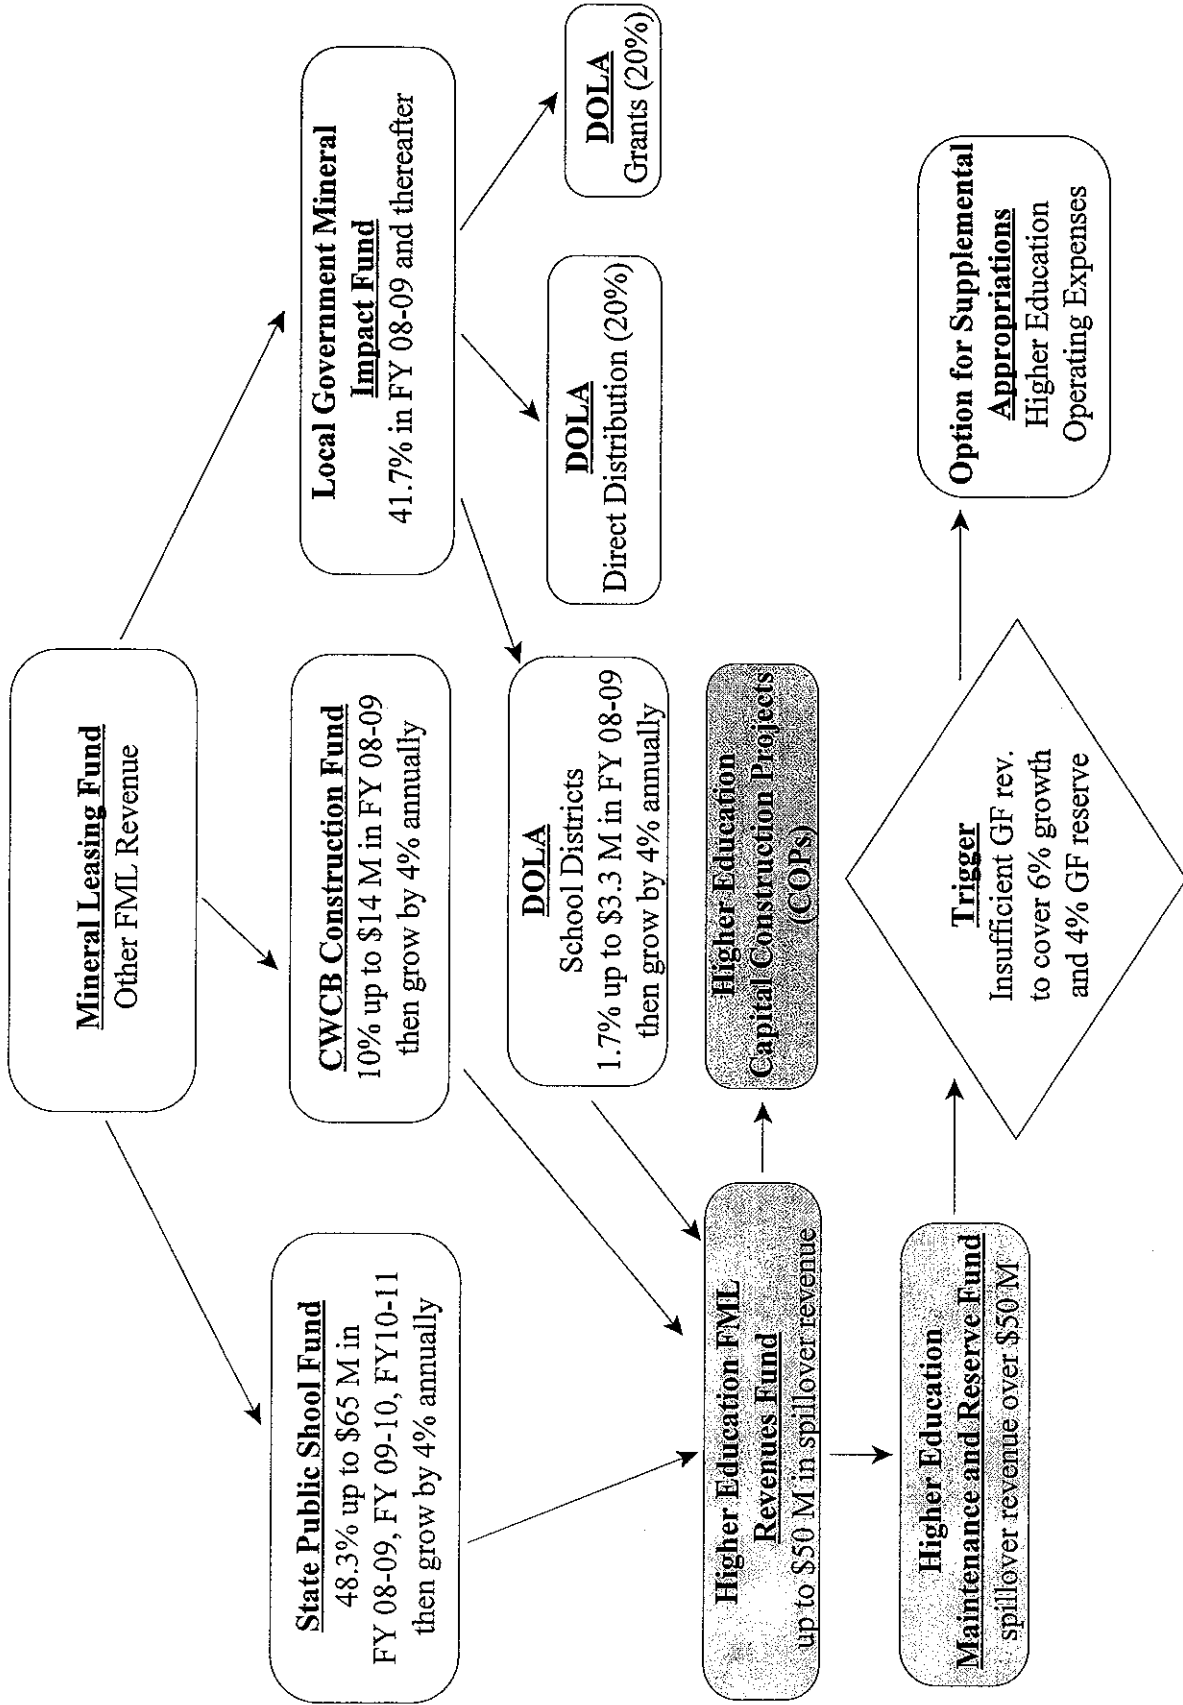 Mineral Leasing Fund
Other FML Revenue
State Public Shool Fund
48.3% up to $65 M in
FY 08-09, FY 09-10, FY10-11
then grow by 4% annually
CWCB Construction Fund
10% up to $14 M in FY 08-09
then grow by 4% annually
Local Government Mineral
Impact Fund
41.7% in FY 08-09 and thereafter
DOLA
School Districts
1.7% up to $3.3 M in FY 08-09
then grow by 4% annually
DOLA
Direct Distribution (20%)
DOLA
Grants (20%)
Higher Education FML
Revenues Fund
up to $50 M in spillover revenue
Higher Education
Capital Construction Projects
(COPs)
Higher Education
Maintenance and Reserve Fund
spillover revenue over $50 M
Trigger
Insufficient GF rev.
to cover 6% growth
and 4% GF reserve
Option for Supplemental
Appropriations
Higher Education
Operating Expenses